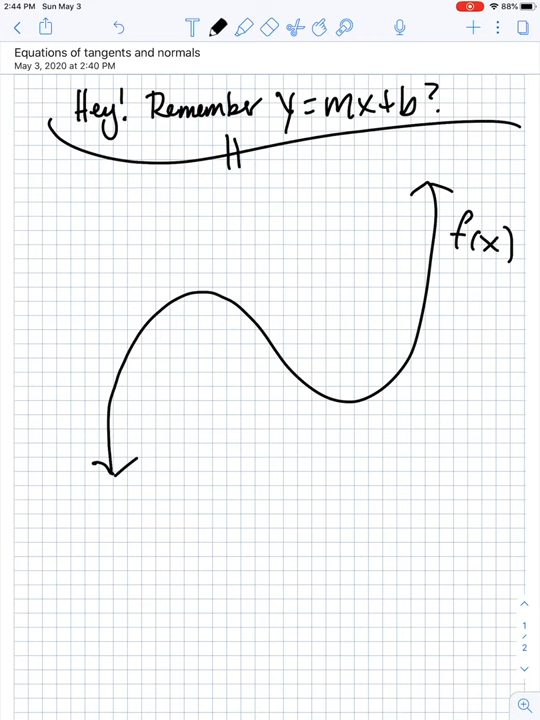 2:44 PM Sun May 3
88%
Equations of tangents and normals
May 3, 2020 at 2:40 PM
Hey! Remember y=mx+b?
f(x)
1
/
2